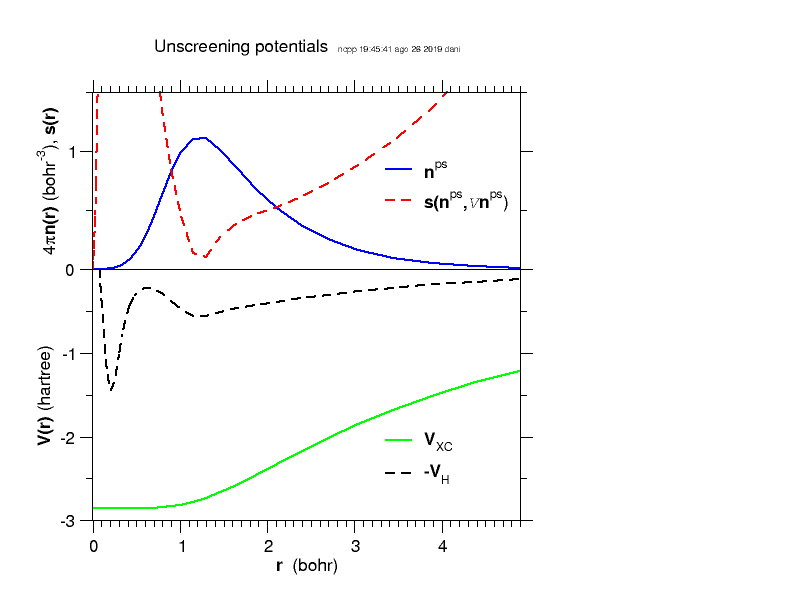 Unscreening potentials ncpp 19:45:41 ago 26 2019 dani
4πn(r) (bohr-3), s(r)
1
nps
s(nps,∇nps)
0
-1
V(r) (hartree)
-2
VXC
-VH
-3
0 1 2 3 4
r (bohr)